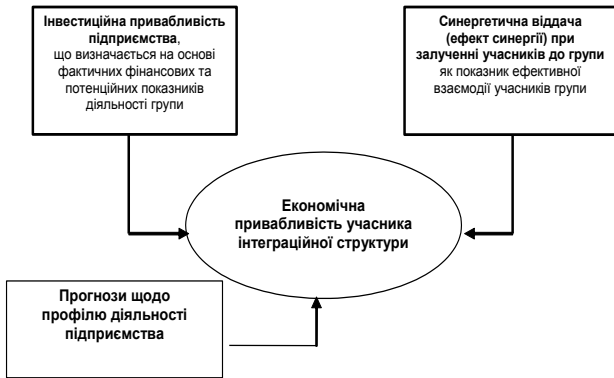 Інвестиційна привабливість
підприємства,
що визначається на основі
фактичних фінансових та
потенційних показників
діяльності групи
Синергетична віддача
(ефект синергії) при
залученні учасників до групи
як показник ефективної
взаємодії учасників групи
Економічна
привабливість учасника
інтеграційної структури
Прогнози щодо
профілю діяльності
підприємства